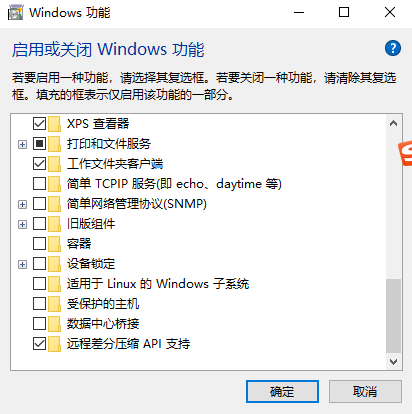 Windows 功能
启用或关闭 Windows 功能
若要启用一种功能，请选择其复选框。若要关闭一种功能，请清除其复选
框。填充的框表示仅启用该功能的一部分。
XPS 查看器
打印和文件服务
工作文件夹客户端
简单 TCPIP 服务(即 echo、daytime 等)
简单网络管理协议(SNMP)
旧版组件
容器
设备锁定
适用于 Linux 的 Windows 子系统
受保护的主机
数据中心桥接
远程差分压缩 API 支持
确定
取消